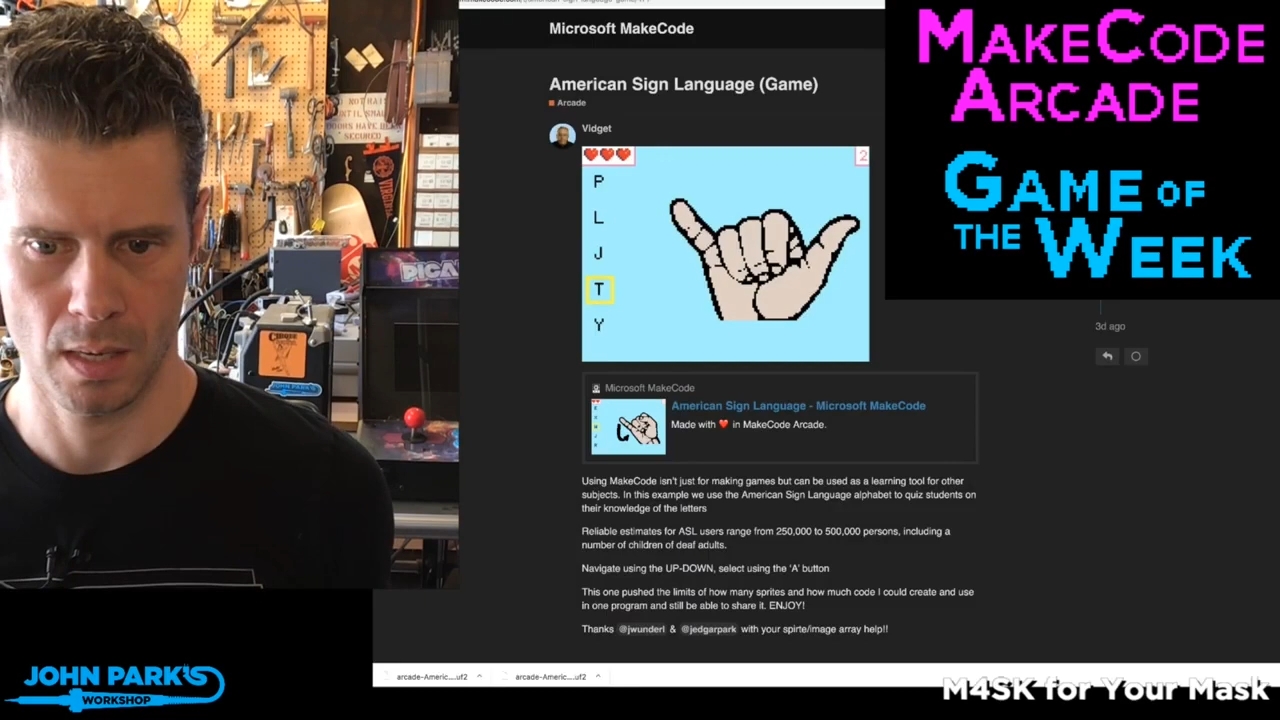 Microsoft MakeCode
MAKECODE
ARCADE
GAME OF
THE WEEK
American Sign Language (Game)
Arcade
Vidget
2
P
L
J
T
Y
3d ago
Microsoft MakeCode
American Sign Language - Microsoft MakeCode
Made with ❤️ in MakeCode Arcade.
Using MakeCode isn't just for making games but can be used as a learning tool for other
subjects. In this example we use the American Sign Language alphabet to quiz students on
their knowledge of the letters
Reliable estimates for ASL users range from 250,000 to 500,000 persons, including a
number of children of deaf adults.
Navigate using the UP-DOWN, select using the 'A' button
This one pushed the limits of how many sprites and how much code I could create and use
in one program and still be able to share it. ENJOY!
Thanks @jwunderl & @jedgarpark with your spirte/image array help!!
arcade-Americ....uf2
arcade-Americ....uf2
JOHN PARK'S
WORKSHOP
M4SK for Your Mask
PICA
JOHN PARK'S
SECURED